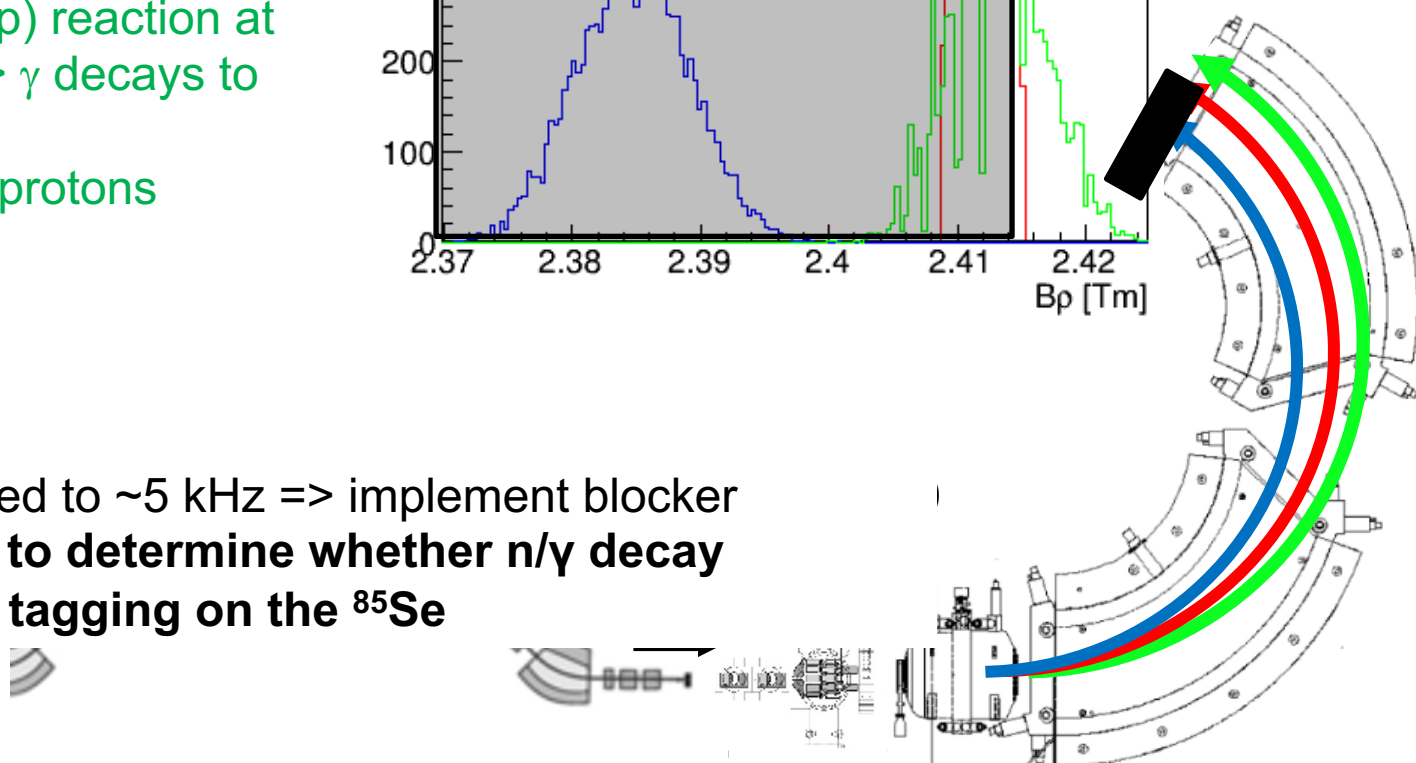 p) reaction at
> γ decays to
protons
200
100
0
2.37 2.38 2.39 2.4 2.41 2.42
Bρ [Tm]
ed to ~5 kHz => implement blocker )
to determine whether n/γ decay
tagging on the ⁸⁵Se